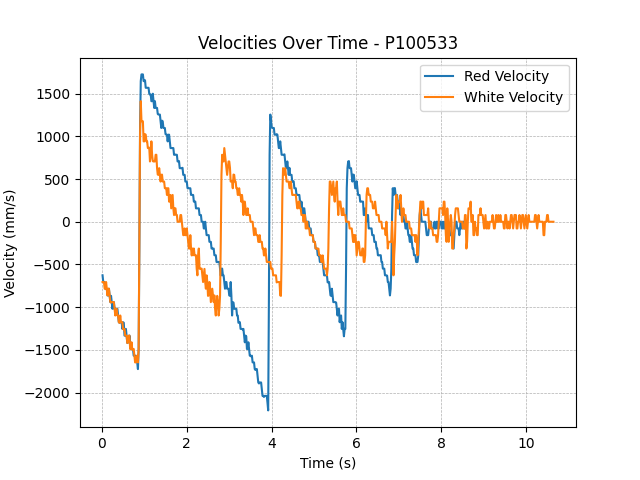 Velocities Over Time - P100533
Red Velocity
White Velocity
1500
1000
500
0
−500
−1000
−1500
−2000
Velocity (mm/s)
0 2 4 6 8 10
Time (s)